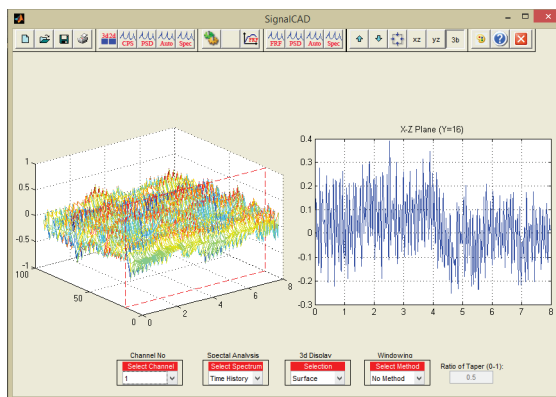 SignalCAD
3d2d CPS PSD Auto Spec FRF FRF PSD Auto Spec xz yz 3b
X-Z Plane (Y=16)
1
0.5
0
-0.5
-1
100
50
0
0 2 4 6 8
0.4
0.3
0.2
0.1
0
-0.1
-0.2
-0.3
0 1 2 3 4 5 6 7 8
Channel No Spectral Analysis 3d Display Windowing Ratio of Taper (0-1):
Select Channel Select Spectrum Selection Select Method
1 Time History Surface No Method 0.5